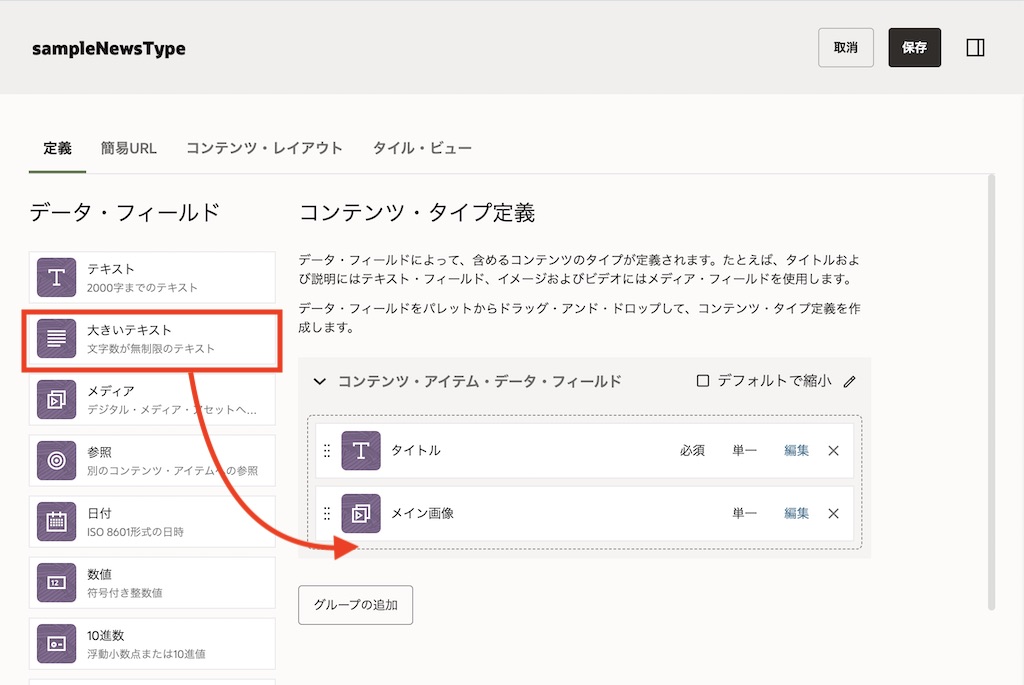 sampleNewsType
取消
保存
定義
簡易URL
コンテンツ・レイアウト
タイル・ビュー
データ・フィールド
テキスト
2000字までのテキスト
大きいテキスト
文字数が無制限のテキスト
メディア
デジタル・メディア・アセットへ...
参照
別のコンテンツ・アイテムへの参照
日付
ISO 8601形式の日時
12
数値
符号付き整数値
10進数
浮動小数点または10進値
コンテンツ・タイプ定義
データ・フィールドによって、含めるコンテンツのタイプが定義されます。たとえば、タイトルおよ
び説明にはテキスト・フィールド、イメージおよびビデオにはメディア・フィールドを使用します。
データ・フィールドをパレットからドラッグ・アンド・ドロップして、コンテンツ・タイプ定義を作
成します。
コンテンツ・アイテム・データ・フィールド
デフォルトで縮小
タイトル
必須
単一
編集
メイン画像
単一
編集
グループの追加